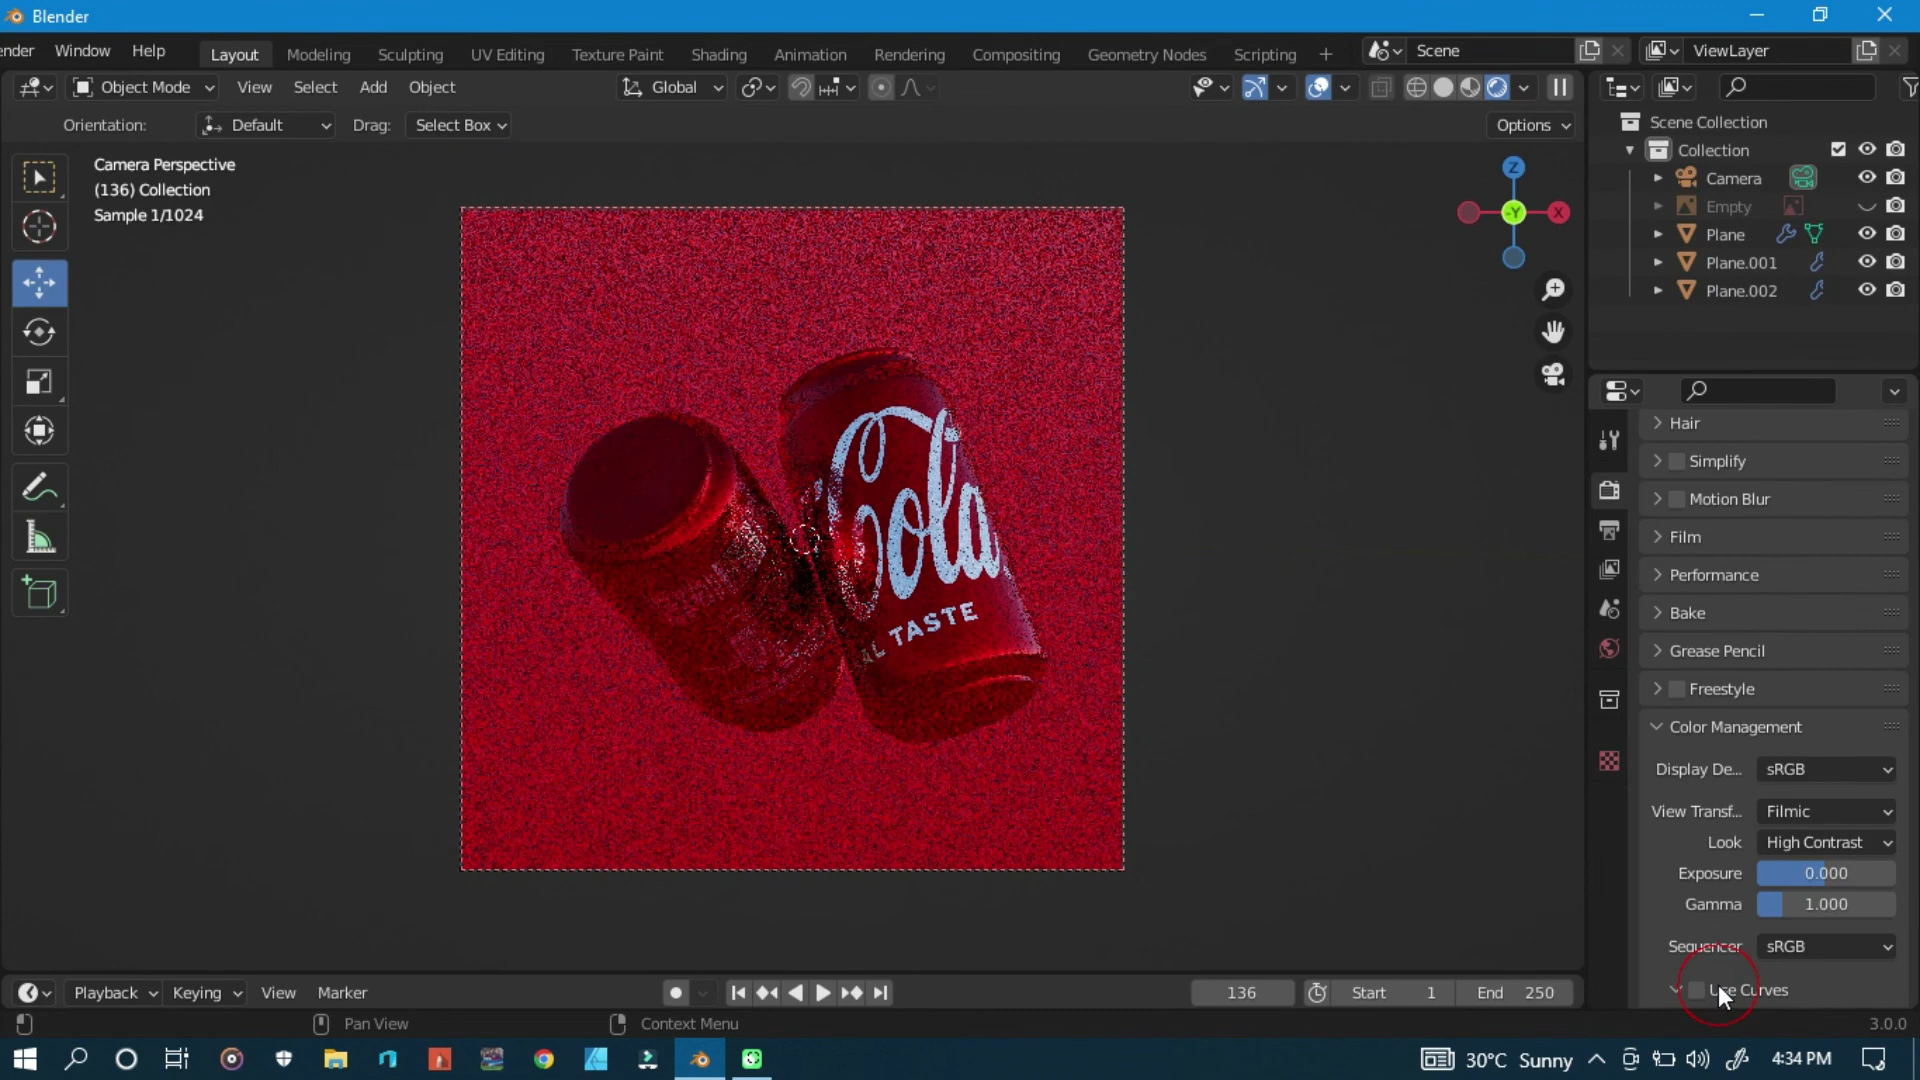 Blender
ender Window Help Layout Modeling Sculpting UV Editing Texture Paint Shading Animation Rendering Compositing Geometry Nodes Scripting + Scene ViewLayer
Object Mode View Select Add Object Global
Orientation: Default Drag: Select Box Options
Camera Perspective
(136) Collection
Sample 1/1024
Z
-Y
X
Cola
AL TASTE
Scene Collection
Collection
Camera
Empty
Plane
Plane.001
Plane.002
Hair
Simplify
Motion Blur
Film
Performance
Bake
Grease Pencil
Freestyle
Color Management
Display De... sRGB
View Transf... Filmic
Look High Contrast
Exposure 0.000
Gamma 1.000
Sequencer sRGB
Use Curves
Playback Keying View Marker 136 Start 1 End 250
Pan View Context Menu 3.0.0
30°C Sunny 4:34 PM